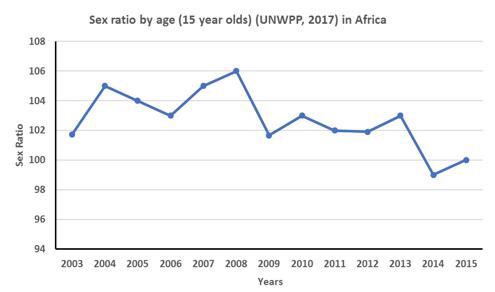 Sex ratio by age (15 year olds) (UNWPP, 2017) in Africa
108
106
104
102
100
98
96
94
Sex Ratio
2003 2004 2005 2006 2007 2008 2009 2010 2011 2012 2013 2014 2015
Years